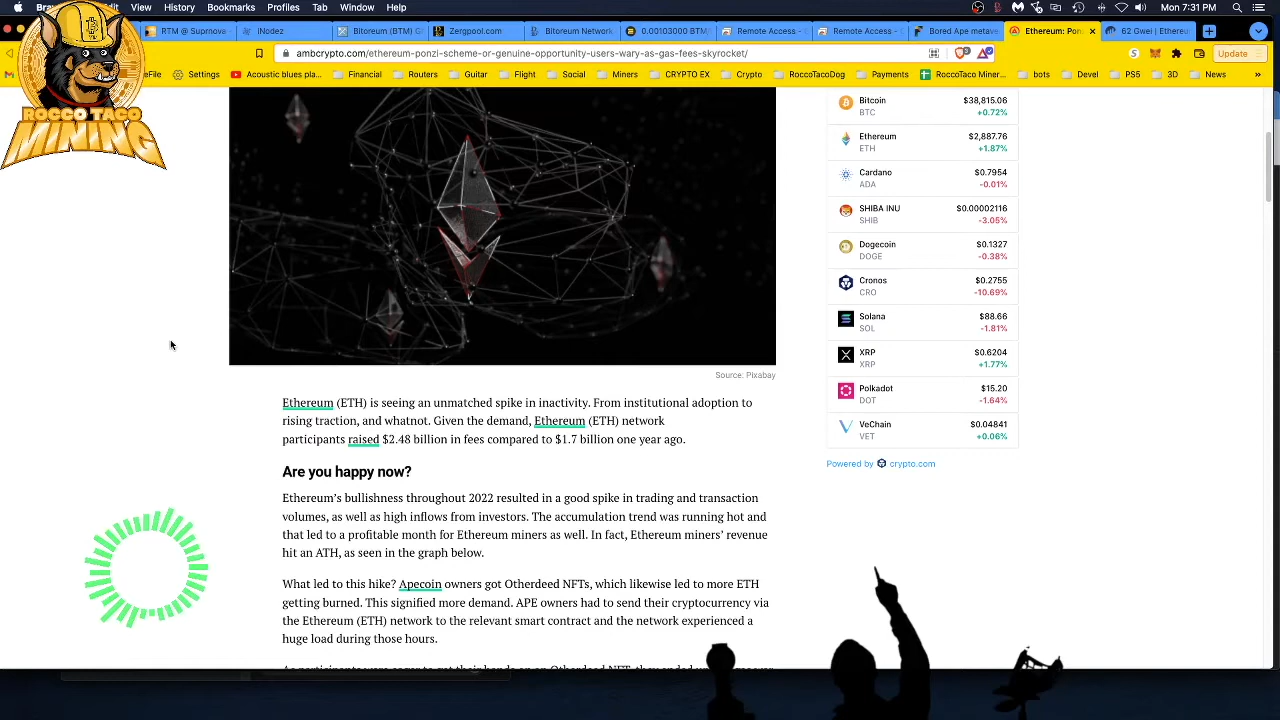 View
History
Bookmarks
Profiles
Tab
Window
Help
Mon 7:31 PM
RTM @ Suprnova
iNodez
Bitoreum (BTM) G
Zergpool.com
Bitoreum Network
0.00103000 BTM/
Remote Access -
Remote Access -
Bored Ape metave
Ethereum: Pon
62 Gwei | Ethereu
ambcrypto.com/ethereum-ponzi-scheme-or-genuine-opportunity-users-wary-as-gas-fees-skyrocket/
Update
eFile
Settings
Acoustic blues pla...
Financial
Routers
Guitar
Flight
Social
Miners
CRYPTO EX
Crypto
RoccoTacoDog
Payments
RoccoTaco Miner...
bots
Devel
PS5
3D
News
»
ROCCO TACO
MINING
Bitcoin $38,815.06
BTC +0.72%
Ethereum $2,887.76
ETH +1.87%
Cardano $0.7954
ADA -0.01%
SHIBA INU $0.00002116
SHIB -3.05%
Dogecoin $0.1327
DOGE -0.38%
Cronos $0.2755
CRO -10.69%
Solana $88.66
SOL -1.81%
XRP $0.6204
XRP +1.77%
Polkadot $15.20
DOT -1.64%
VeChain $0.04841
VET +0.06%
Powered by crypto.com
Source: Pixabay
Ethereum (ETH) is seeing an unmatched spike in inactivity. From institutional adoption to
rising traction, and whatnot. Given the demand, Ethereum (ETH) network
participants raised $2.48 billion in fees compared to $1.7 billion one year ago.
Are you happy now?
Ethereum’s bullishness throughout 2022 resulted in a good spike in trading and transaction
volumes, as well as high inflows from investors. The accumulation trend was running hot and
that led to a profitable month for Ethereum miners as well. In fact, Ethereum miners’ revenue
hit an ATH, as seen in the graph below.
What led to this hike? Apecoin owners got Otherdeed NFTs, which likewise led to more ETH
getting burned. This signified more demand. APE owners had to send their cryptocurrency via
the Ethereum (ETH) network to the relevant smart contract and the network experienced a
huge load during those hours.